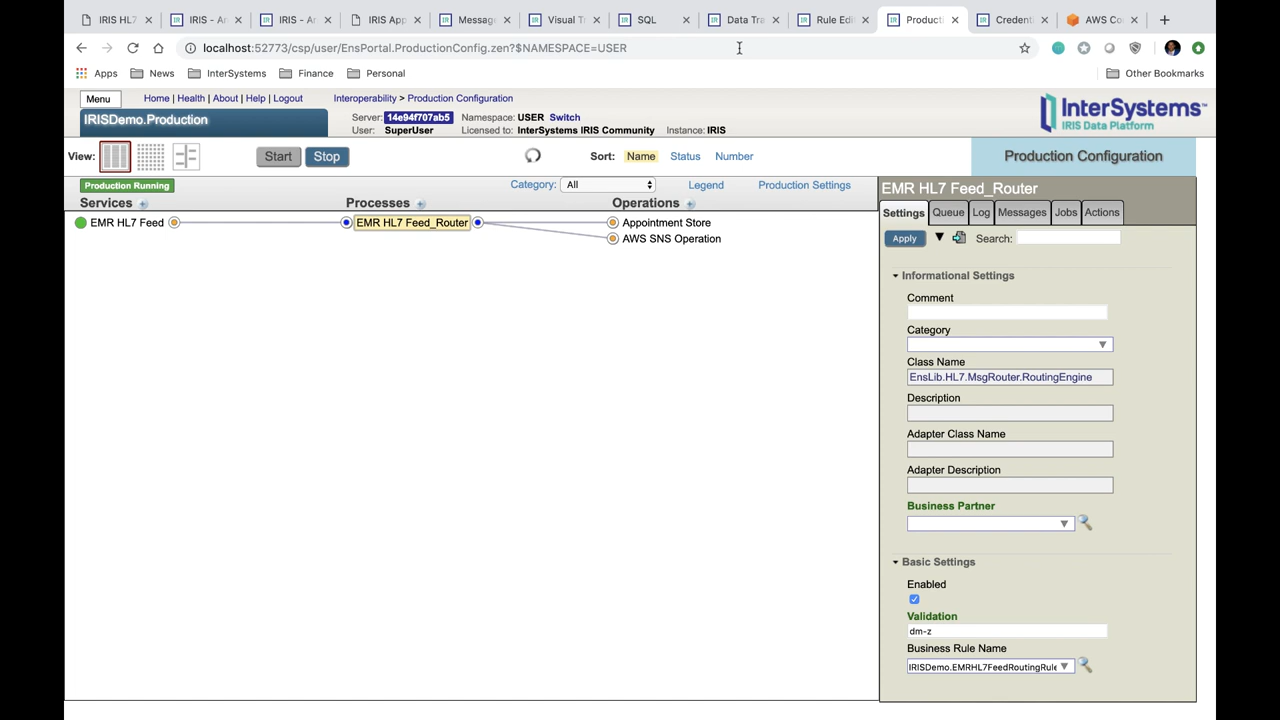 IRIS HL7
IRIS - Ar
IRIS - Ar
IRIS App
Message
Visual T
SQL
Data Tra
Rule Edi
Product
Credenti
AWS Co
localhost:52773/csp/user/EnsPortal.ProductionConfig.zen?$NAMESPACE=USER
Apps
News
InterSystems
Finance
Personal
Other Bookmarks
Menu
Home | Health | About | Help | Logout
Interoperability > Production Configuration
IRISDemo.Production
Server: 14e94f707ab5 Namespace: USER Switch
User: SuperUser Licensed to: InterSystems IRIS Community Instance: IRIS
InterSystems™
IRIS Data Platform
View:
Start
Stop
Sort: Name Status Number
Production Configuration
Production Running
Category: All
Legend
Production Settings
Services
Processes
Operations
EMR HL7 Feed
EMR HL7 Feed_Router
Appointment Store
AWS SNS Operation
EMR HL7 Feed_Router
Settings
Queue
Log
Messages
Jobs
Actions
Apply
Search:
Informational Settings
Comment
Category
Class Name
EnsLib.HL7.MsgRouter.RoutingEngine
Description
Adapter Class Name
Adapter Description
Business Partner
Basic Settings
Enabled
Validation
dm-z
Business Rule Name
IRISDemo.EMRHL7FeedRoutingRule